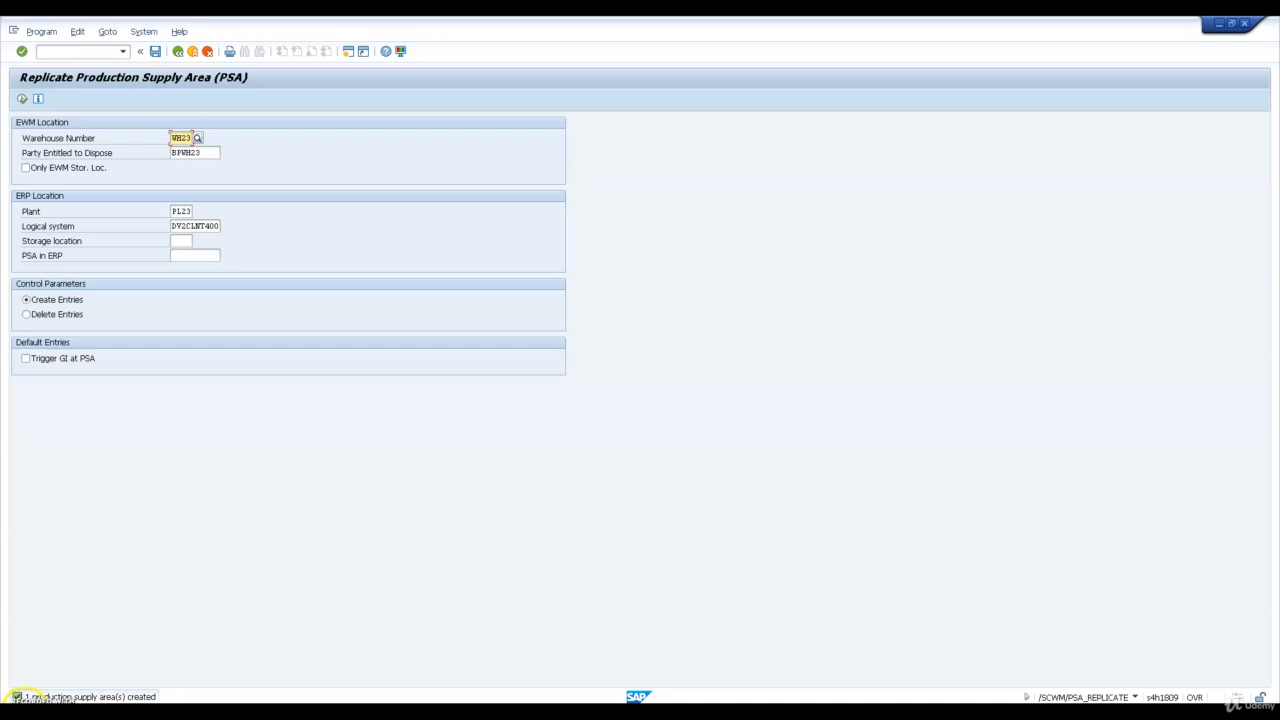 Program Edit Goto System Help
Replicate Production Supply Area (PSA)
EWM Location
Warehouse Number WH23
Party Entitled to Dispose BPWH23
Only EWM Stor. Loc.
ERP Location
Plant PL23
Logical system DV2CLNT400
Storage location
PSA in ERP
Control Parameters
Create Entries
Delete Entries
Default Entries
Trigger GI at PSA
1 production supply area(s) created
SAP
/SCWM/PSA_REPLICATE s4h1809 OVR
Udemy